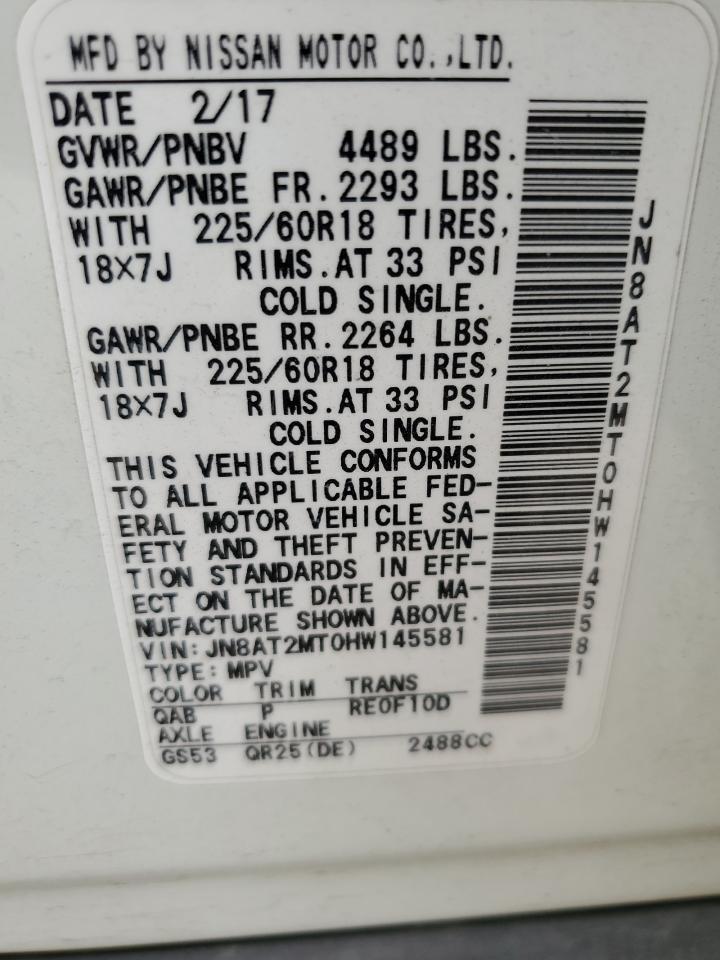 MFD BY NISSAN MOTOR CO.,LTD.
DATE 2/17
GVWR/PNBV 4489 LBS.
GAWR/PNBE FR. 2293 LBS.
WITH 225/60R18 TIRES,
18X7J RIMS. AT 33 PSI
COLD SINGLE.
GAWR/PNBE RR. 2264 LBS.
WITH 225/60R18 TIRES,
18X7J RIMS. AT 33 PSI
COLD SINGLE.
THIS VEHICLE CONFORMS
TO ALL APPLICABLE FED-
ERAL MOTOR VEHICLE SA-
FETY AND THEFT PREVEN-
TION STANDARDS IN EFF-
ECT ON THE DATE OF MA-
NUFACTURE SHOWN ABOVE.
VIN: JN8AT2MT0HW145581
TYPE: MPV
COLOR TRIM TRANS
QAB P RE0F10D
AXLE ENGINE
GS53 QR25(DE) 2488CC
JN8AT2MT0HW145581